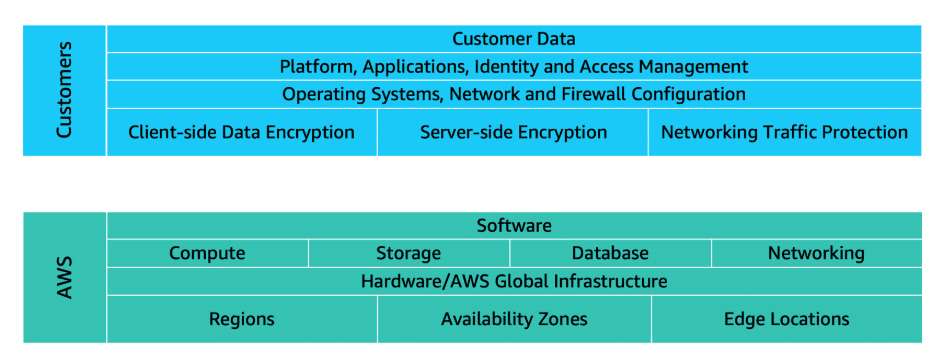 Customers
Customer Data
Platform, Applications, Identity and Access Management
Operating Systems, Network and Firewall Configuration
Client-side Data Encryption
Server-side Encryption
Networking Traffic Protection
AWS
Software
Compute
Storage
Database
Networking
Hardware/AWS Global Infrastructure
Regions
Availability Zones
Edge Locations